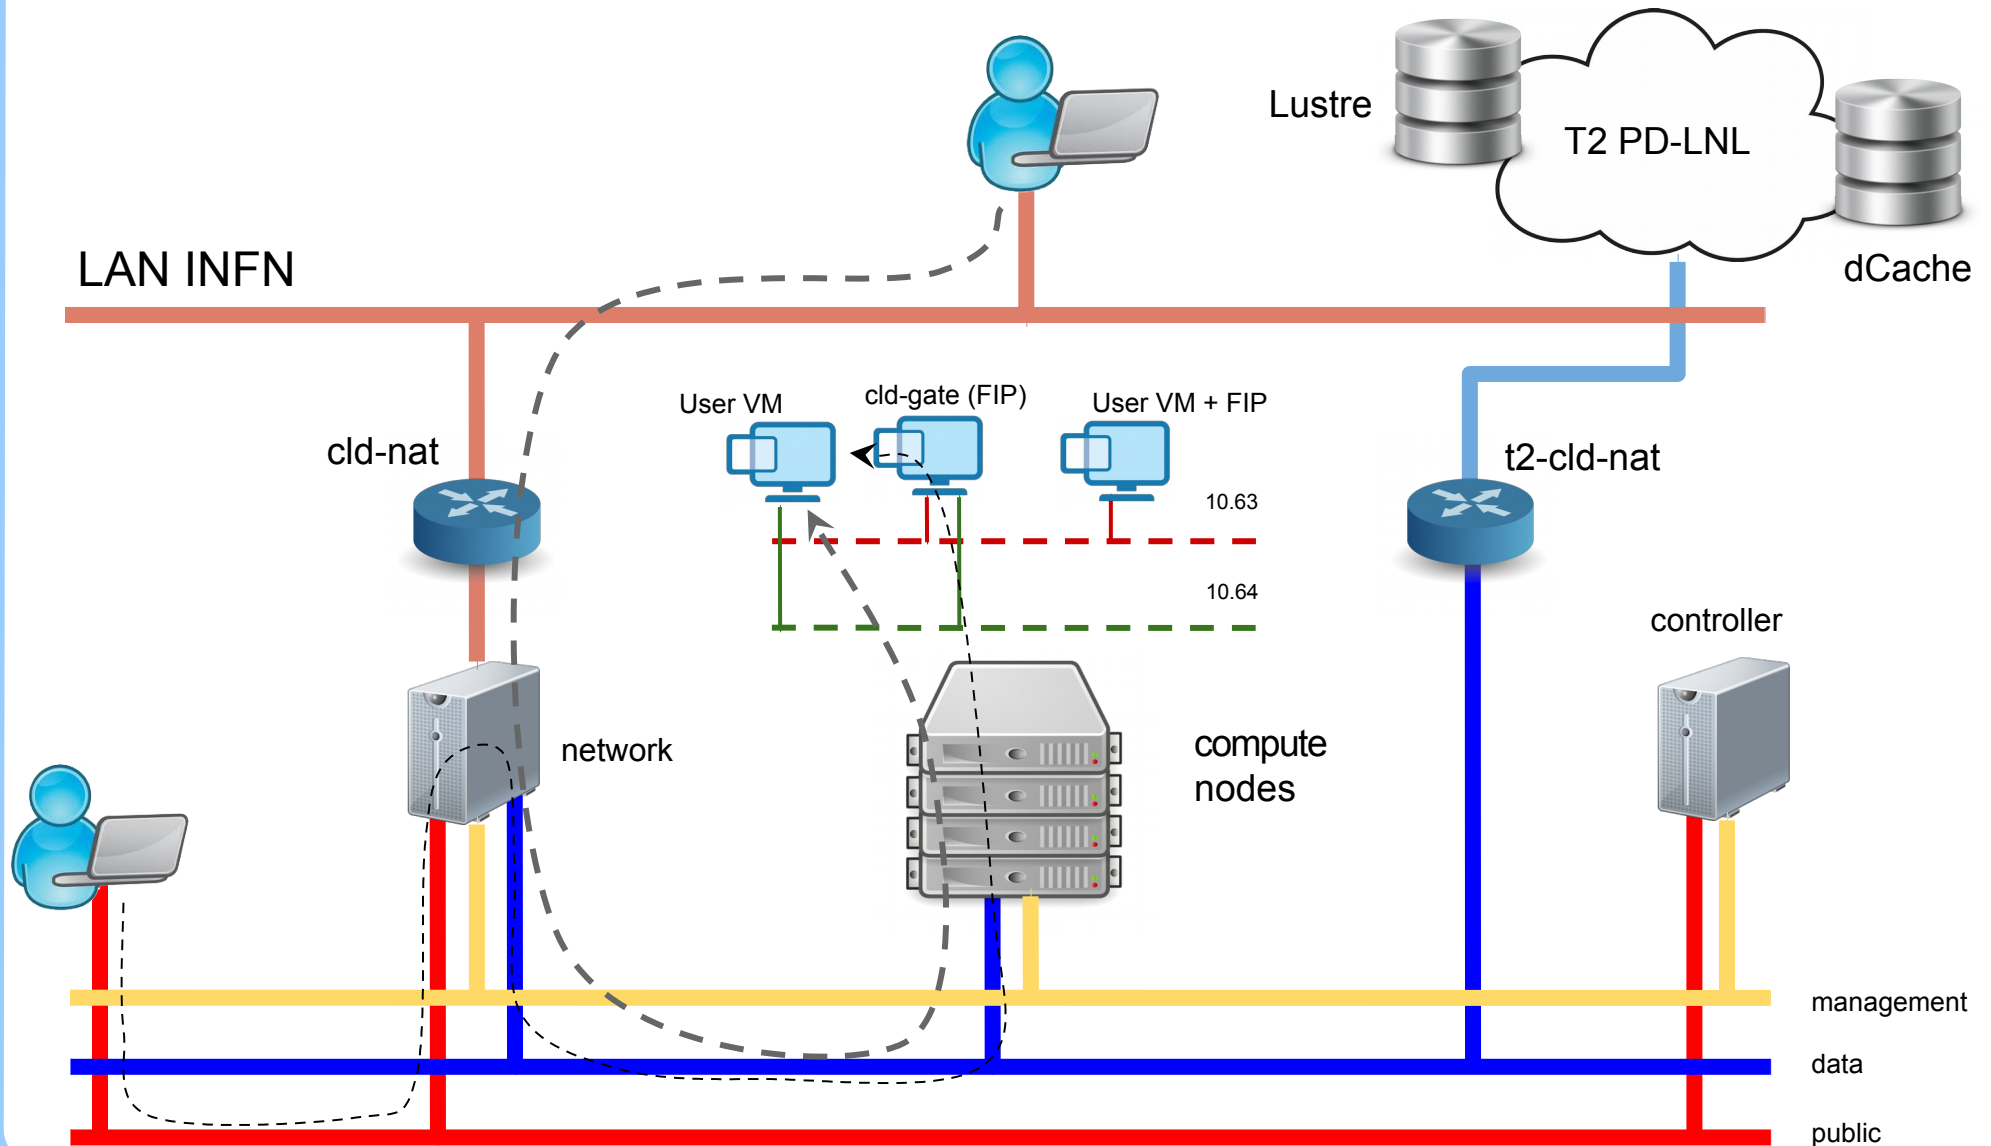 Lustre
T2 PD-LNL
dCache
LAN INFN
User VM
cld-gate (FIP)
User VM + FIP
cld-nat
t2-cld-nat
10.63
10.64
controller
network
compute
nodes
management
data
public